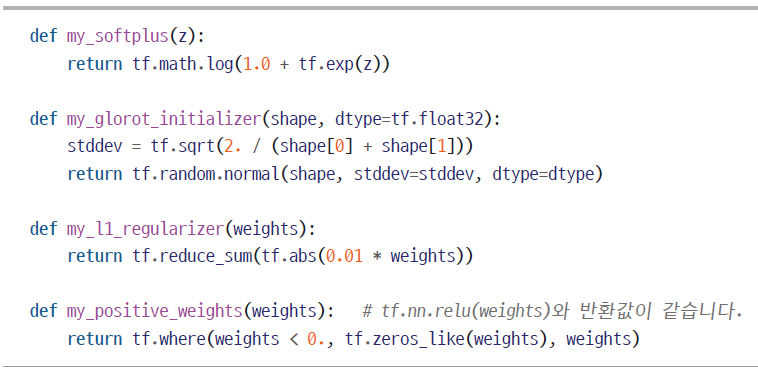 def my_softplus(z):
    return tf.math.log(1.0 + tf.exp(z))
def my_glorot_initializer(shape, dtype=tf.float32):
    stddev = tf.sqrt(2. / (shape[0] + shape[1]))
    return tf.random.normal(shape, stddev=stddev, dtype=dtype)
def my_l1_regularizer(weights):
    return tf.reduce_sum(tf.abs(0.01 * weights))
def my_positive_weights(weights):   # tf.nn.relu(weights)와 반환값이 같습니다.
    return tf.where(weights < 0., tf.zeros_like(weights), weights)